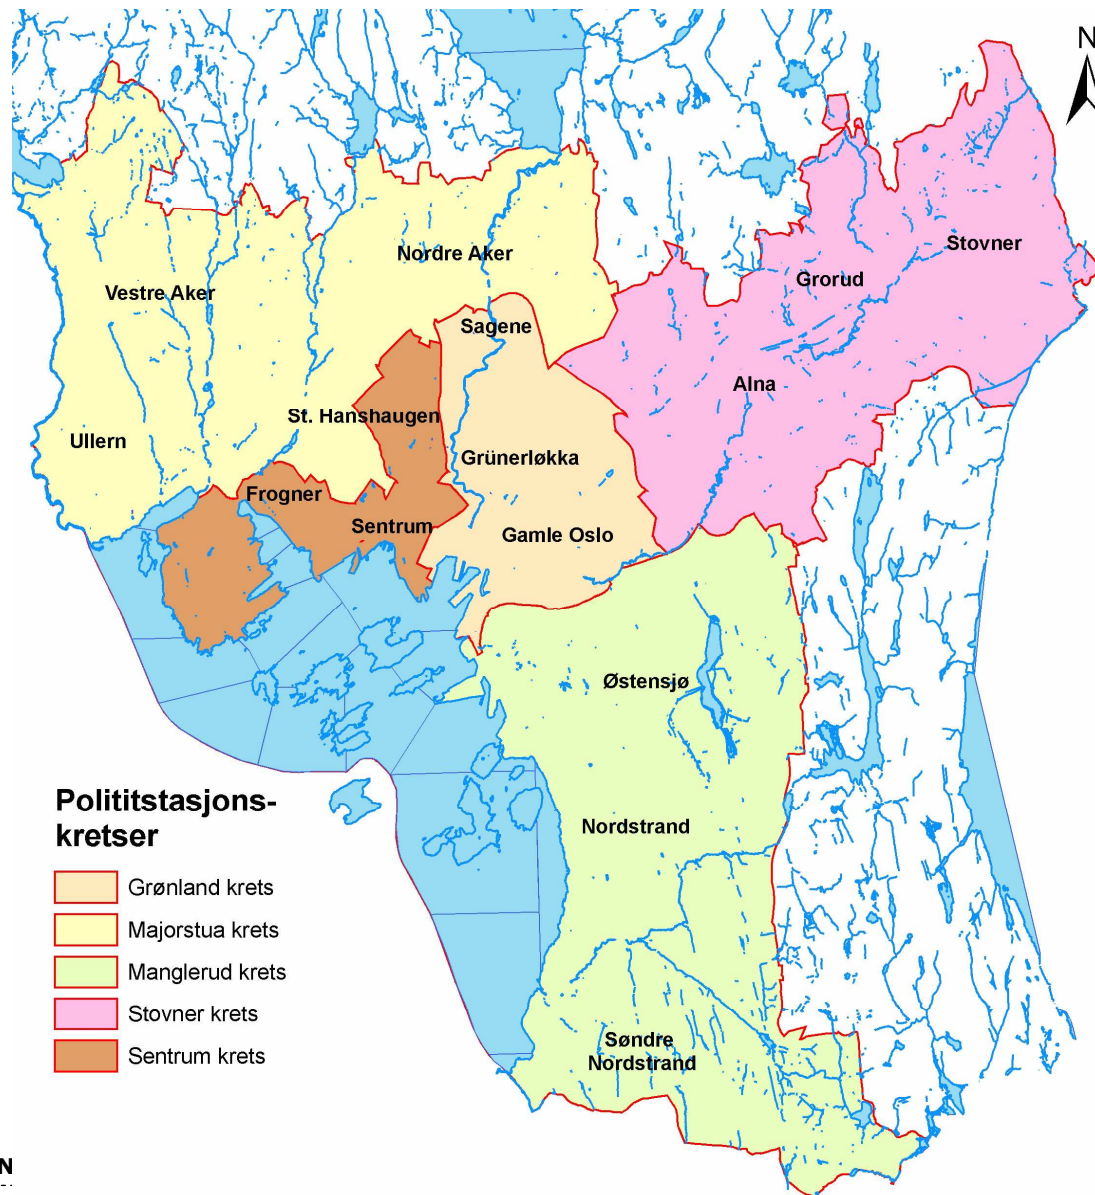 N
Stovner
Nordre Aker
Grorud
Vestre Aker
Sagene
Alna
St. Hanshaugen
Ullern
Grünerløkka
Frogner
Sentrum
Gamle Oslo
Østensjø
Nordstrand
Søndre
Nordstrand
Polititstasjons-
kretser
Grønland krets
Majorstua krets
Manglerud krets
Stovner krets
Sentrum krets
N